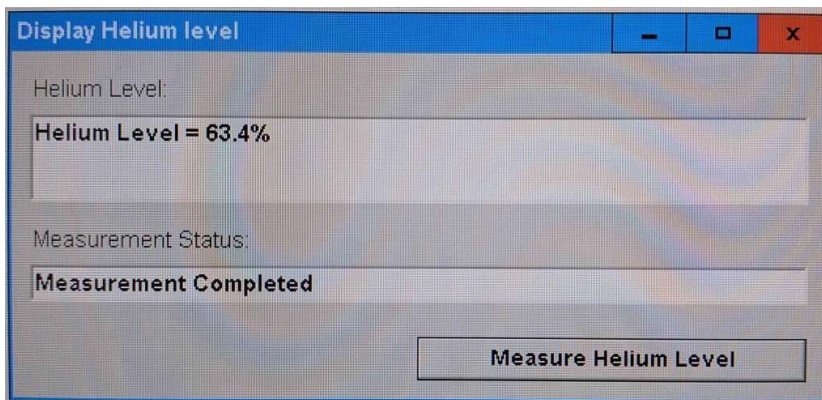 Display Helium level
Helium Level:
Helium Level = 63.4%
Measurement Status:
Measurement Completed
Measure Helium Level